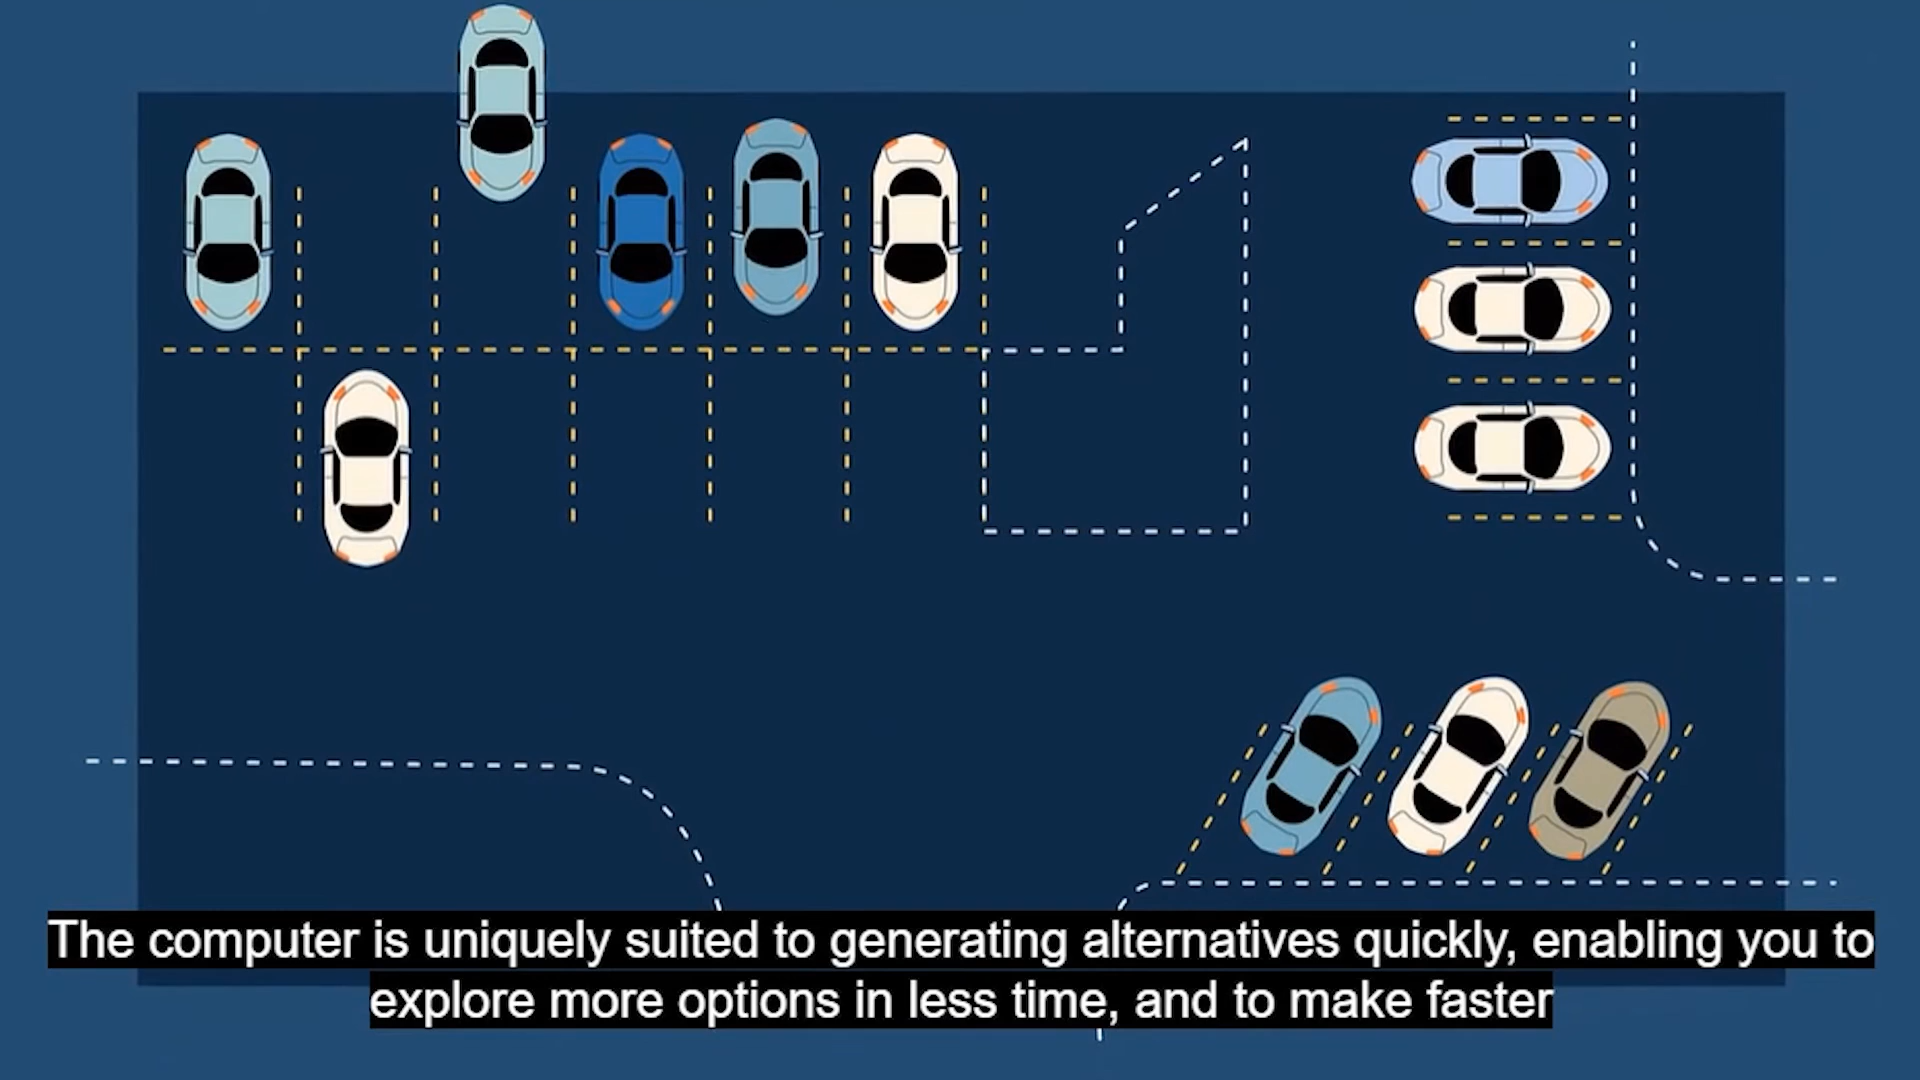 The computer is uniquely suited to generating alternatives quickly, enabling you to
explore more options in less time, and to make faster